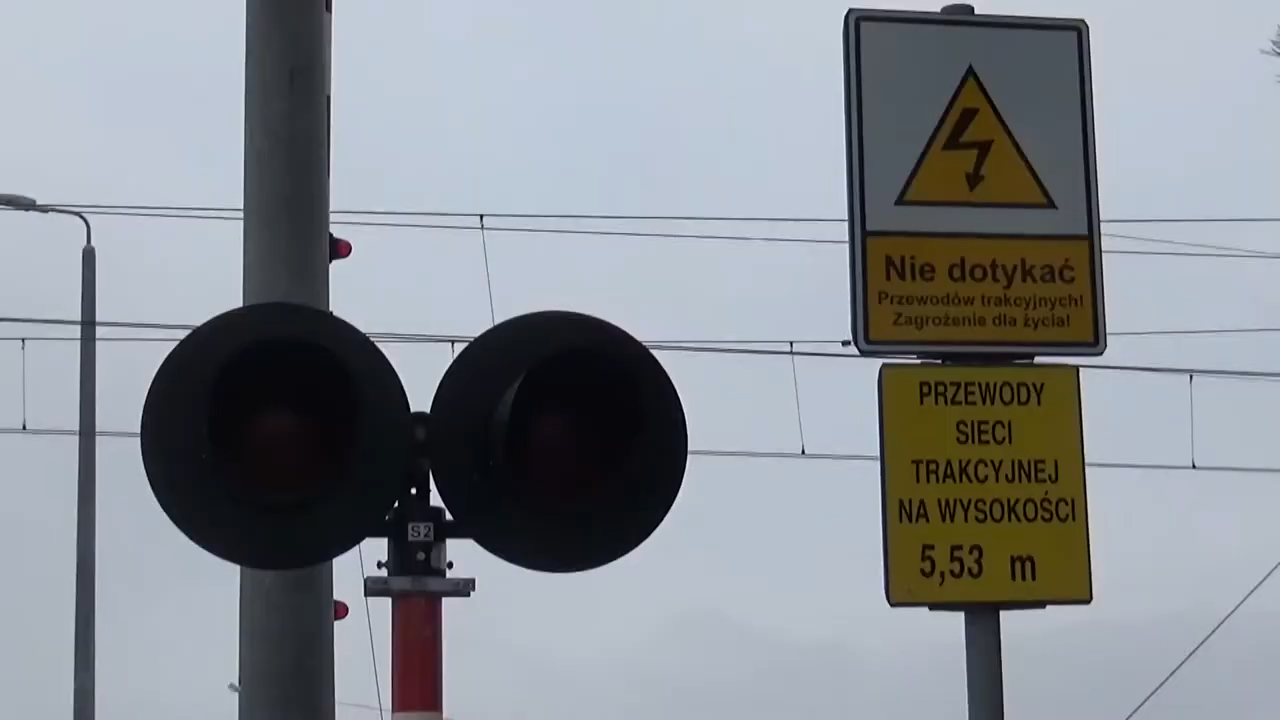 Nie dotykać
Przewodów trakcyjnych!
Zagrożenie dla życia!
PRZEWODY
SIECI
TRAKCYJNEJ
NA WYSOKOŚCI
5,53 m
S2